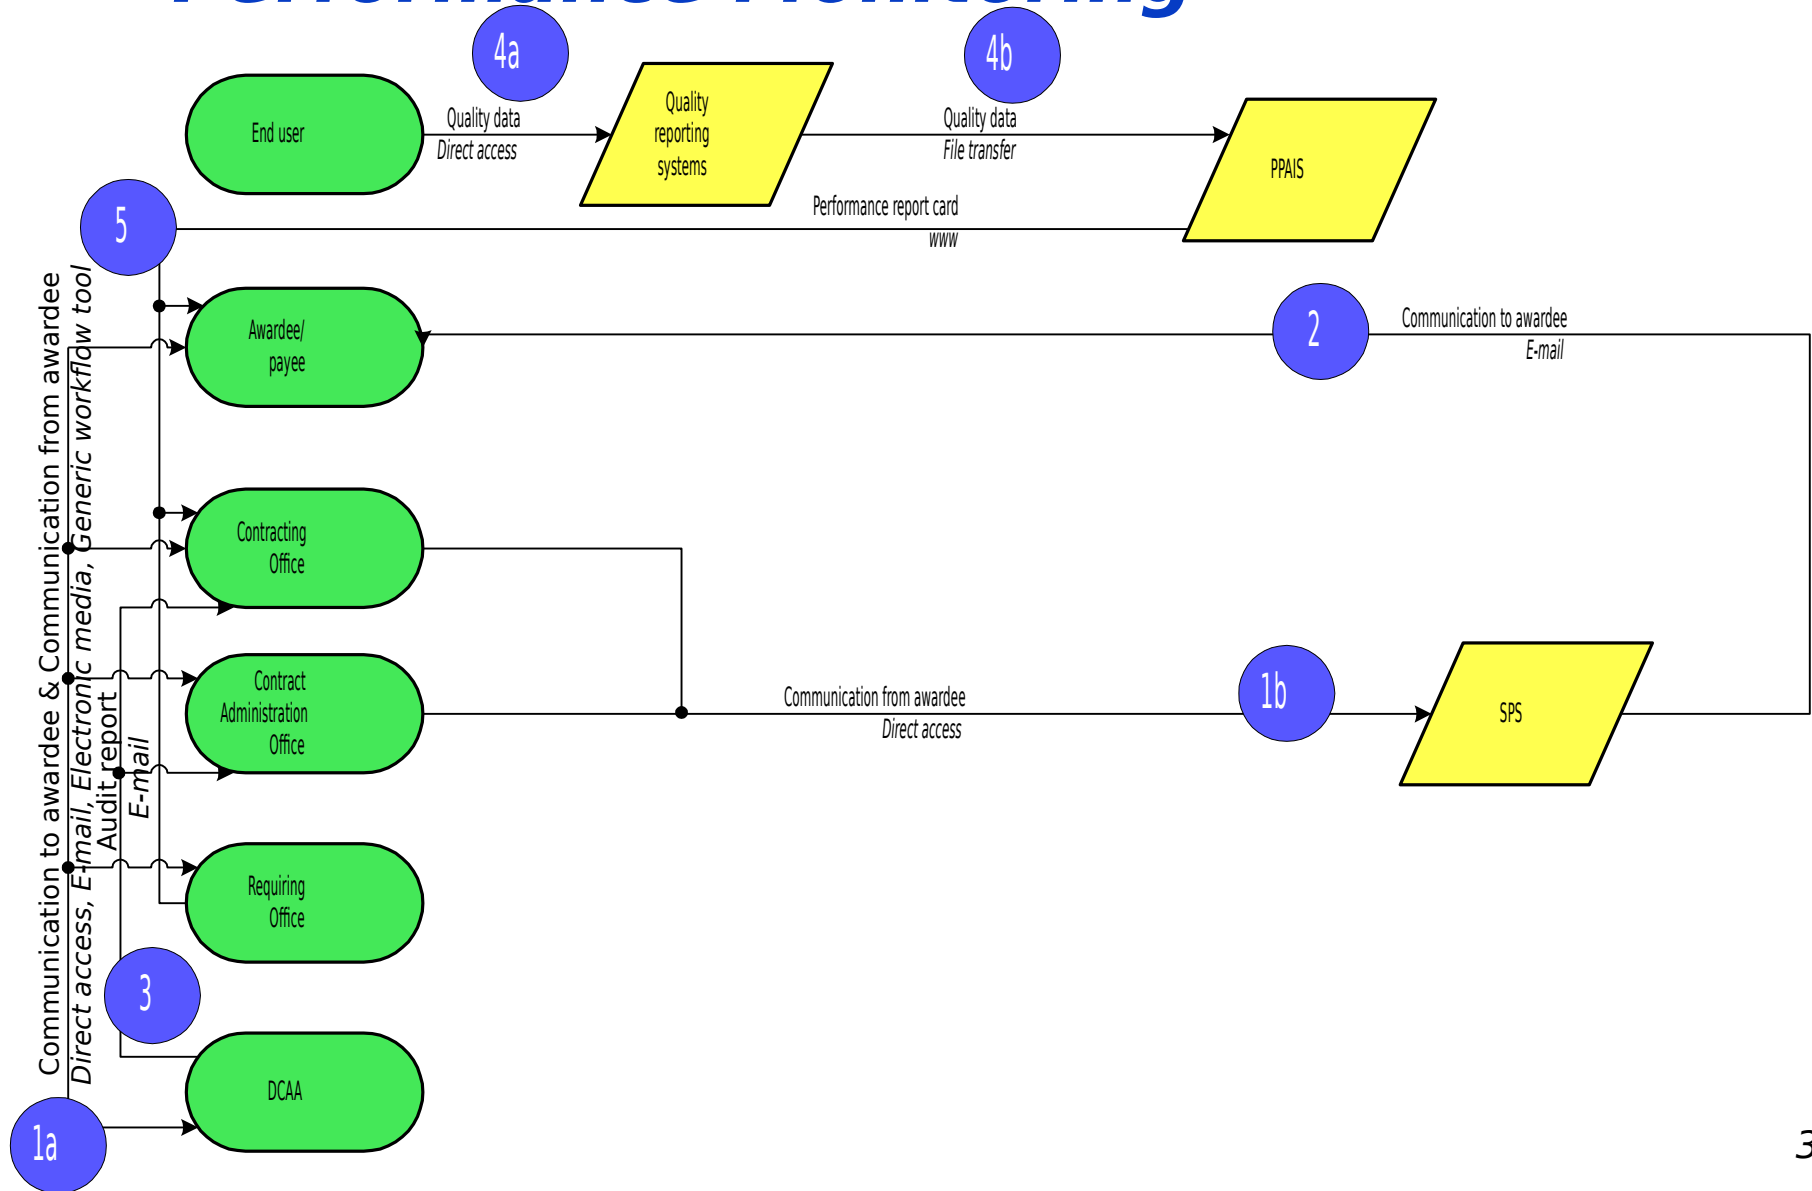 Performance Monitoring
4a
4b
Quality
reporting
systems
End user
Quality data
Direct access
Quality data
File transfer
PPAIS
5
Performance report card
www
2
Communication to awardee
E-mail
Awardee/
payee
Communication to awardee & Communication from awardee
Direct access, E-mail, Electronic media, Generic workflow tool
Contracting
Office
Contract
Administration
Office
Audit report
E-mail
Communication from awardee
Direct access
1b
SPS
Requiring
Office
3
DCAA
1a
3